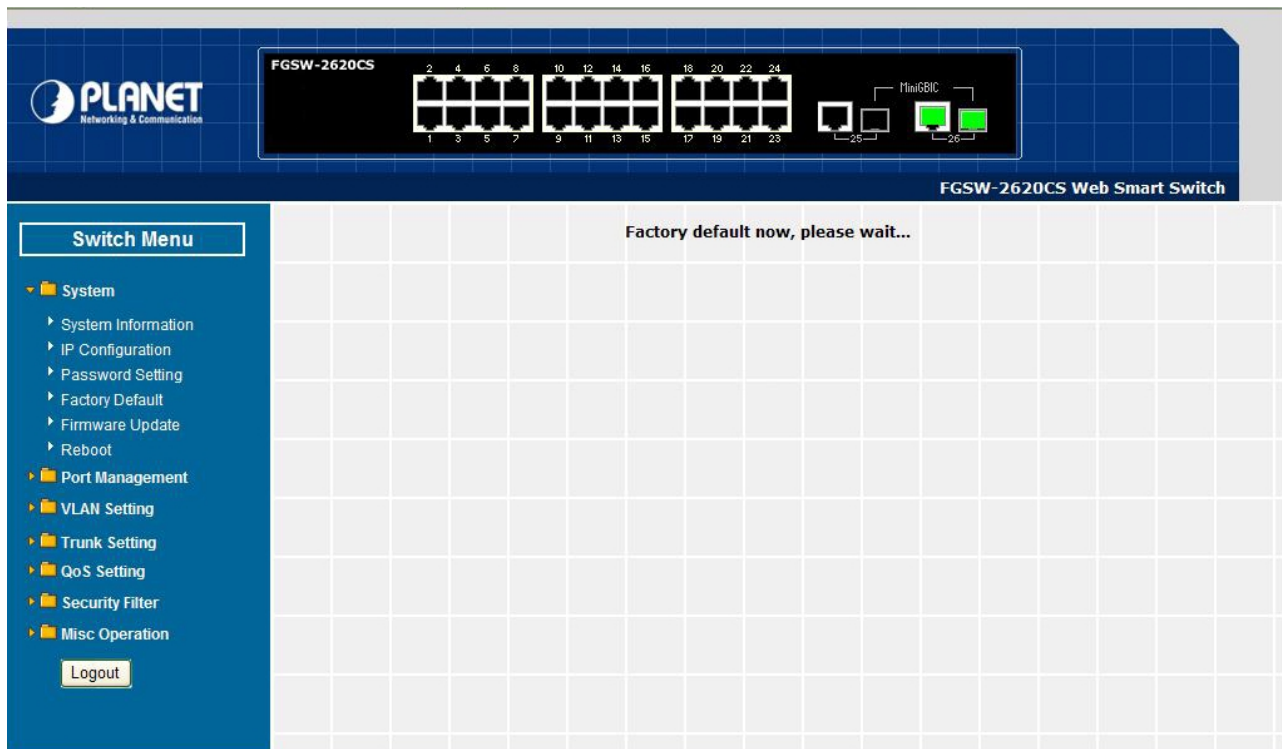 PLANET
Networking & Communication
FGSW-2620CS
2 4 6 8 10 12 14 16 18 20 22 24
MiniGBIC
1 3 5 7 9 11 13 15 17 19 21 23
25 26
FGSW-2620CS Web Smart Switch
Switch Menu
System
System Information
IP Configuration
Password Setting
Factory Default
Firmware Update
Reboot
Port Management
VLAN Setting
Trunk Setting
QoS Setting
Security Filter
Misc Operation
Logout
Factory default now, please wait...